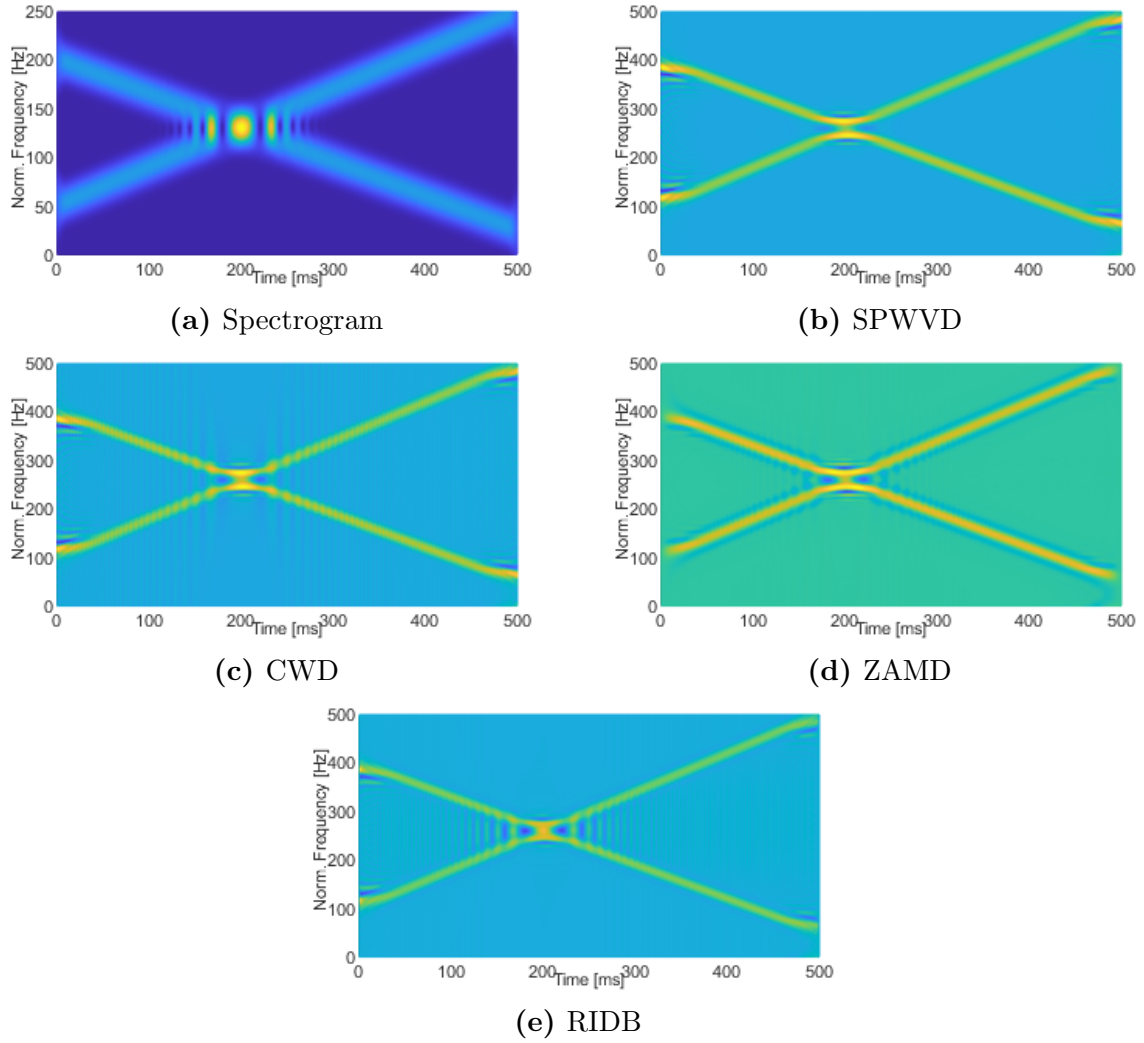 250
200
150
100
50
0
Norm. Frequency [Hz]
0 100 200 300 400 500
Time [ms]
(a) Spectrogram
500
400
300
200
100
0
Norm. Frequency [Hz]
0 100 200 300 400 500
Time [ms]
(b) SPWVD
500
400
300
200
100
0
Norm. Frequency [Hz]
0 100 200 300 400 500
Time [ms]
(c) CWD
500
400
300
200
100
0
Norm. Frequency [Hz]
0 100 200 300 400 500
Time [ms]
(d) ZAMD
500
400
300
200
100
0
Norm. Frequency [Hz]
0 100 200 300 400 500
Time [ms]
(e) RIDB